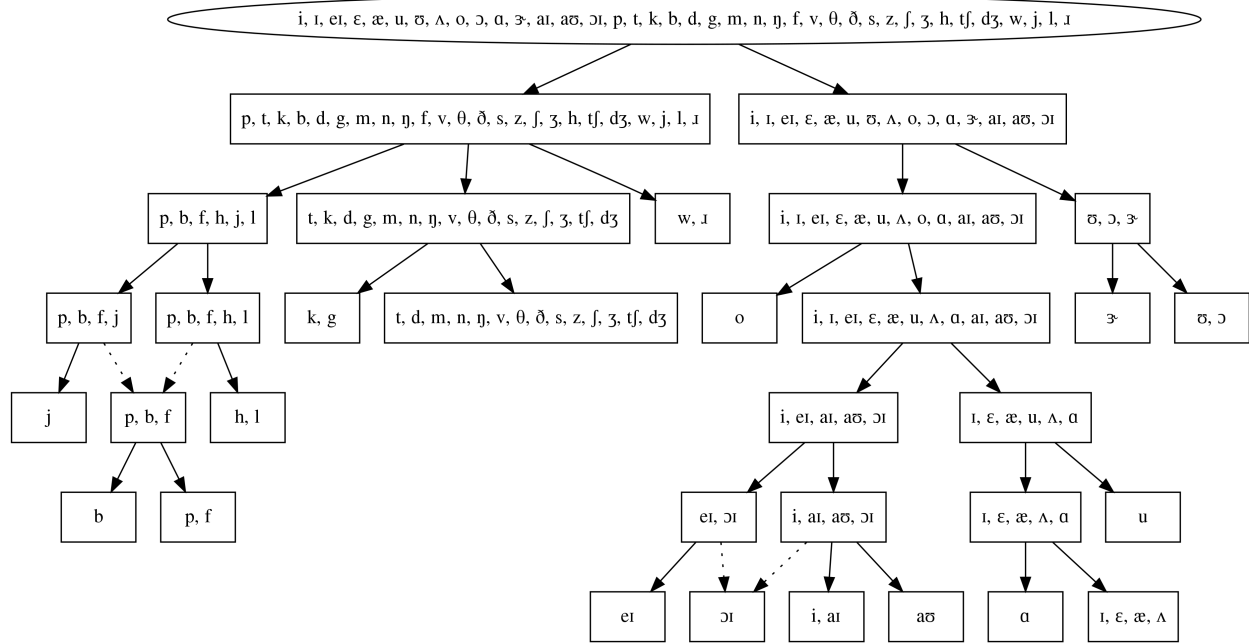 i, ɪ, eɪ, ɛ, æ, u, ʊ, ʌ, o, ɔ, ɑ, ɝ, aɪ, aʊ, ɔɪ, p, t, k, b, d, g, m, n, ŋ, f, v, θ, ð, s, z, ʃ, ʒ, h, tʃ, dʒ, w, j, l, ɹ
p, t, k, b, d, g, m, n, ŋ, f, v, θ, ð, s, z, ʃ, ʒ, h, tʃ, dʒ, w, j, l, ɹ
i, ɪ, eɪ, ɛ, æ, u, ʊ, ʌ, o, ɔ, ɑ, ɝ, aɪ, aʊ, ɔɪ
p, b, f, h, j, l
t, k, d, g, m, n, ŋ, v, θ, ð, s, z, ʃ, ʒ, tʃ, dʒ
w, ɹ
i, ɪ, eɪ, ɛ, æ, u, ʌ, o, ɑ, aɪ, aʊ, ɔɪ
ʊ, ɔ, ɝ
p, b, f, j
p, b, f, h, l
k, g
t, d, m, n, ŋ, v, θ, ð, s, z, ʃ, ʒ, tʃ, dʒ
o
i, ɪ, eɪ, ɛ, æ, u, ʌ, ɑ, aɪ, aʊ, ɔɪ
ɝ
ʊ, ɔ
j
p, b, f
h, l
i, eɪ, aɪ, aʊ, ɔɪ
ɪ, ɛ, æ, u, ʌ, ɑ
b
p, f
eɪ, ɔɪ
i, aɪ, aʊ, ɔɪ
ɪ, ɛ, æ, ʌ, ɑ
u
eɪ
ɔɪ
i, aɪ
aʊ
ɑ
ɪ, ɛ, æ, ʌ